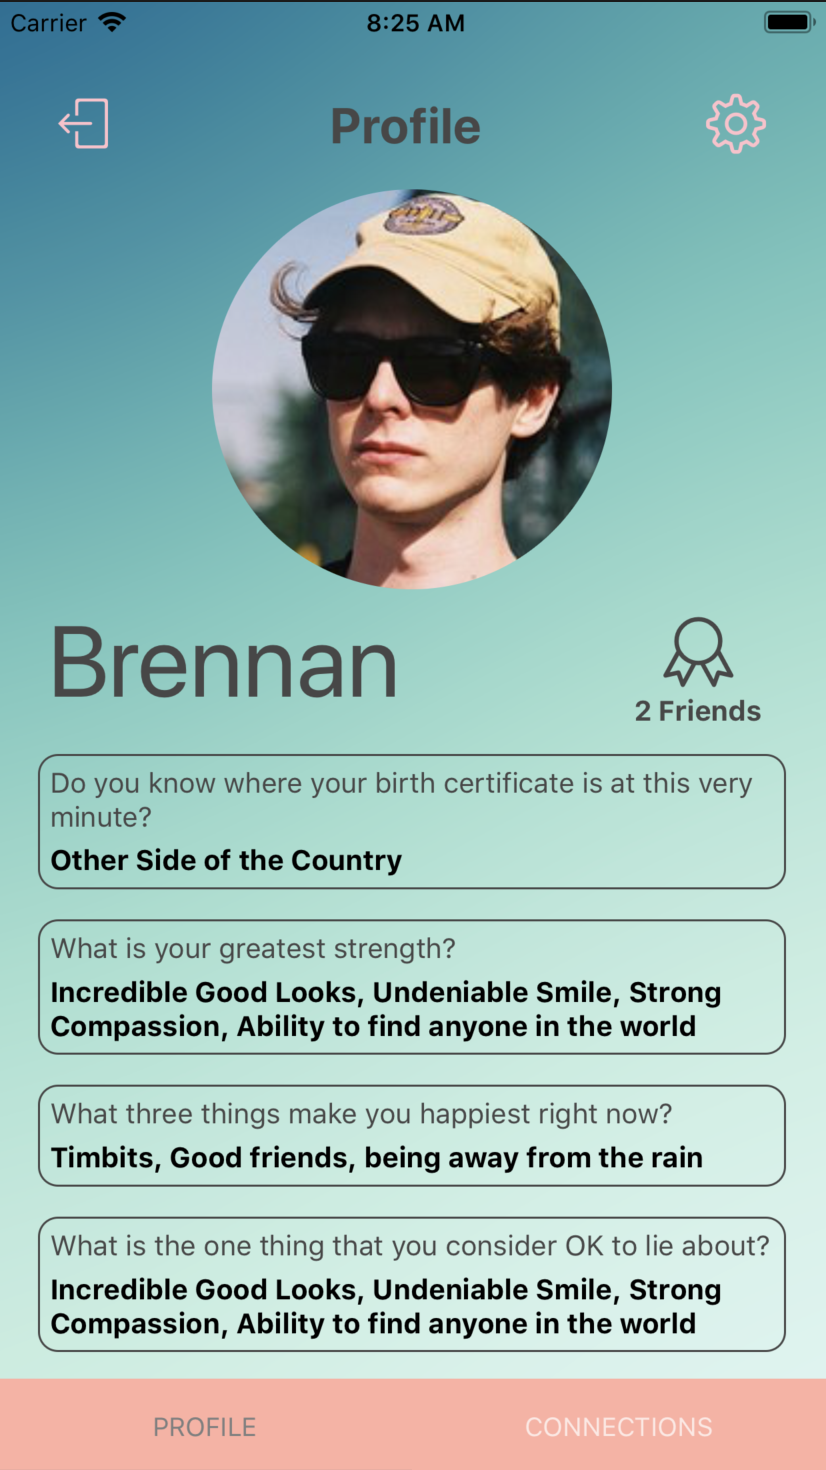 Carrier
8:25 AM
Profile
Brennan
2 Friends
Do you know where your birth certificate is at this very
minute?
Other Side of the Country
What is your greatest strength?
Incredible Good Looks, Undeniable Smile, Strong
Compassion, Ability to find anyone in the world
What three things make you happiest right now?
Timbits, Good friends, being away from the rain
What is the one thing that you consider OK to lie about?
Incredible Good Looks, Undeniable Smile, Strong
Compassion, Ability to find anyone in the world
PROFILE
CONNECTIONS